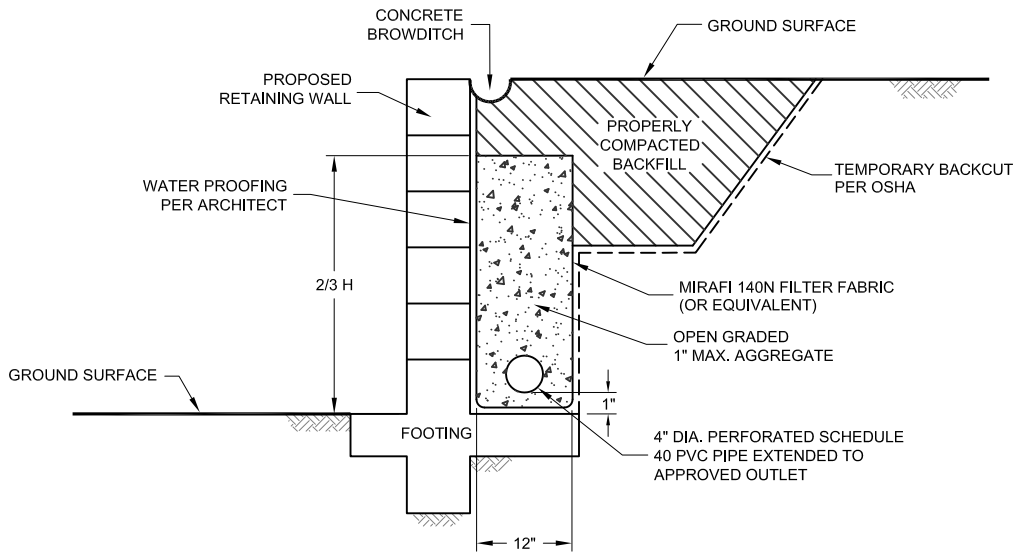 CONCRETE
BROWDITCH
GROUND SURFACE
PROPOSED
RETAINING WALL
PROPERLY
COMPACTED
BACKFILL
TEMPORARY BACKCUT
PER OSHA
WATER PROOFING
PER ARCHITECT
2/3 H
MIRAFI 140N FILTER FABRIC
(OR EQUIVALENT)
OPEN GRADED
1" MAX. AGGREGATE
GROUND SURFACE
1"
FOOTING
4" DIA. PERFORATED SCHEDULE
40 PVC PIPE EXTENDED TO
APPROVED OUTLET
12"